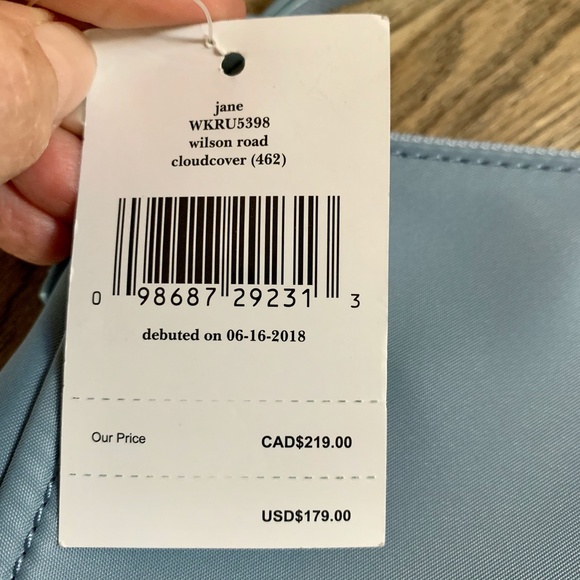 jane
WKRU5398
wilson road
cloudcover (462)
0 98687 29231 3
debuted on 06-16-2018
Our Price CAD$219.00
USD$179.00